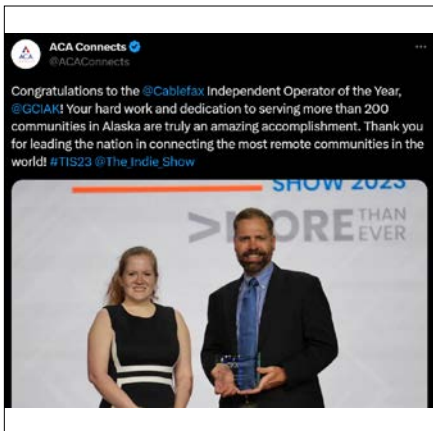 ACA Connects
@ACAConnects
Congratulations to the @Cablefax Independent Operator of the Year,
@GCIAK! Your hard work and dedication to serving more than 200
communities in Alaska are truly an amazing accomplishment. Thank you
for leading the nation in connecting the most remote communities in the
world! #TIS23 @The_Indie_Show
SHOW 2023
>MORE THAN
EVER